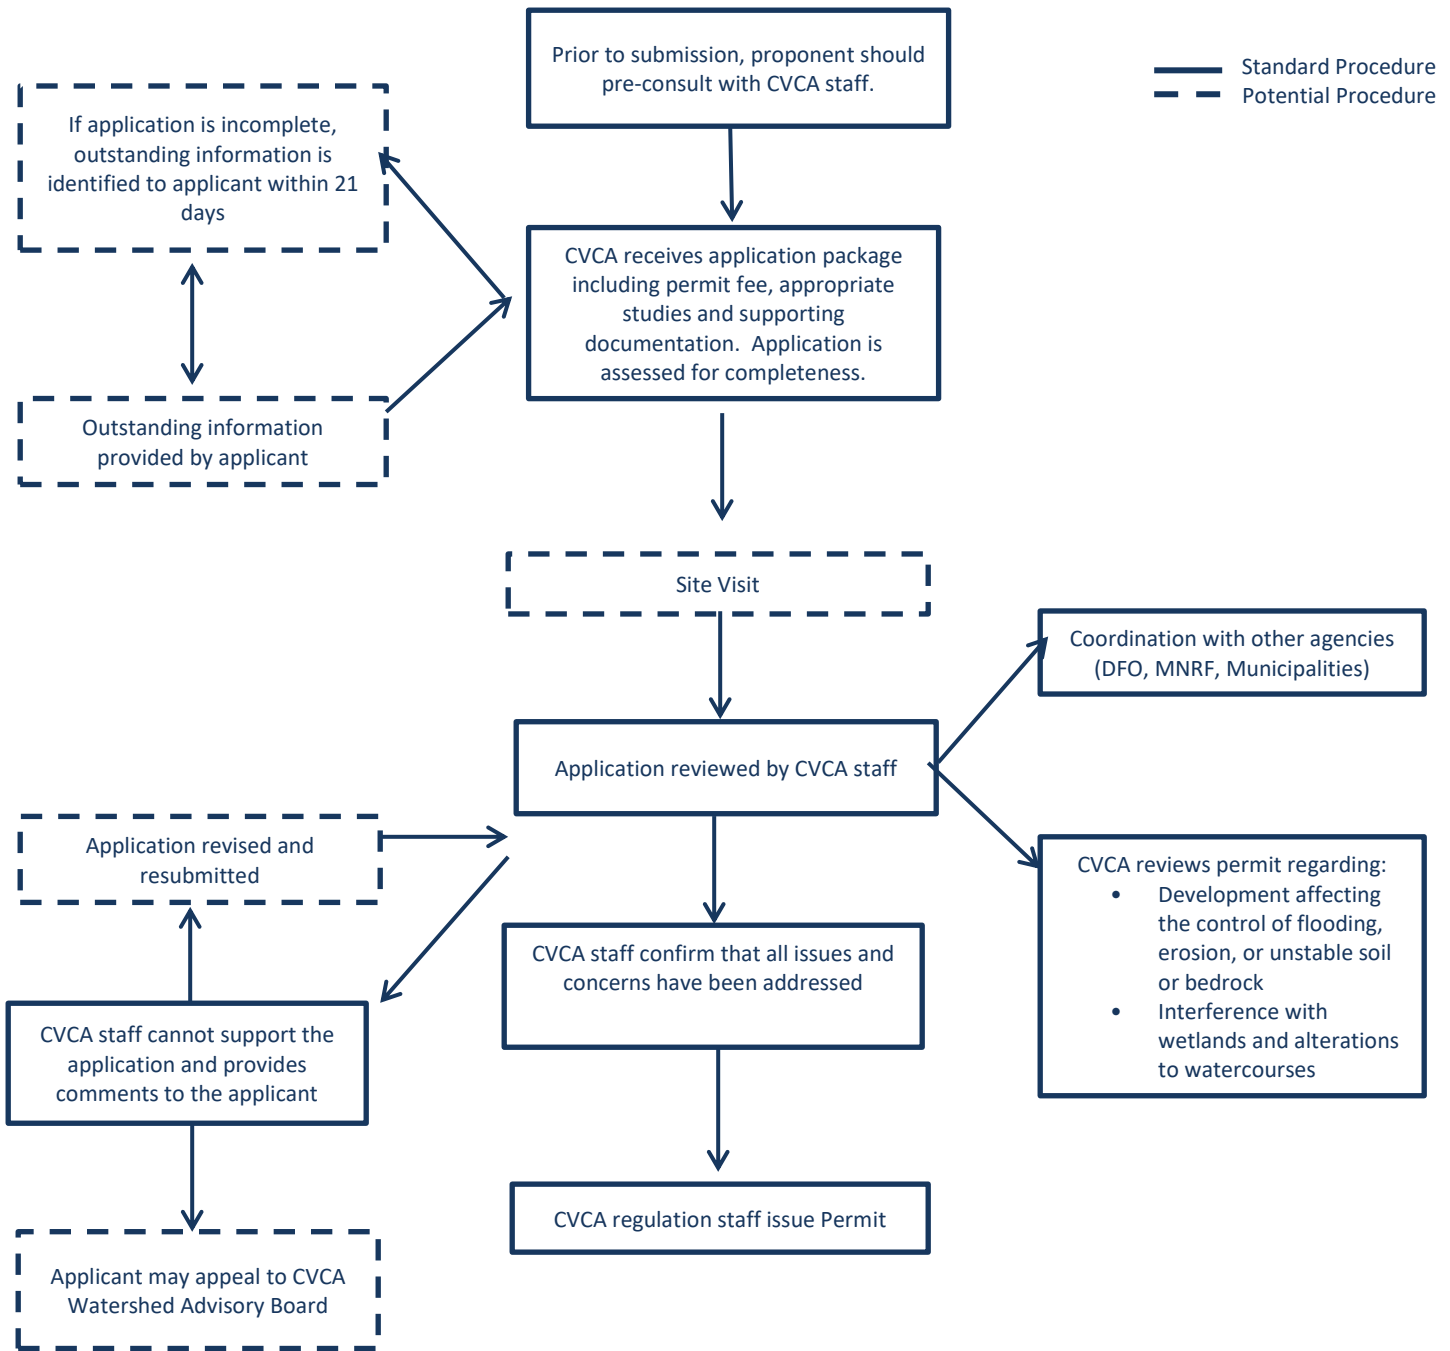 Prior to submission, proponent should
pre-consult with CVCA staff.
Standard Procedure
Potential Procedure
If application is incomplete,
outstanding information is
identified to applicant within 21
days
CVCA receives application package
including permit fee, appropriate
studies and supporting
documentation.  Application is
assessed for completeness.
Outstanding information
provided by applicant
Site Visit
Coordination with other agencies
(DFO, MNRF, Municipalities)
Application reviewed by CVCA staff
Application revised and
resubmitted
CVCA reviews permit regarding:
• Development affecting
the control of flooding,
erosion, or unstable soil
or bedrock
• Interference with
wetlands and alterations
to watercourses
CVCA staff confirm that all issues and
concerns have been addressed
CVCA staff cannot support the
application and provides
comments to the applicant
CVCA regulation staff issue Permit
Applicant may appeal to CVCA
Watershed Advisory Board